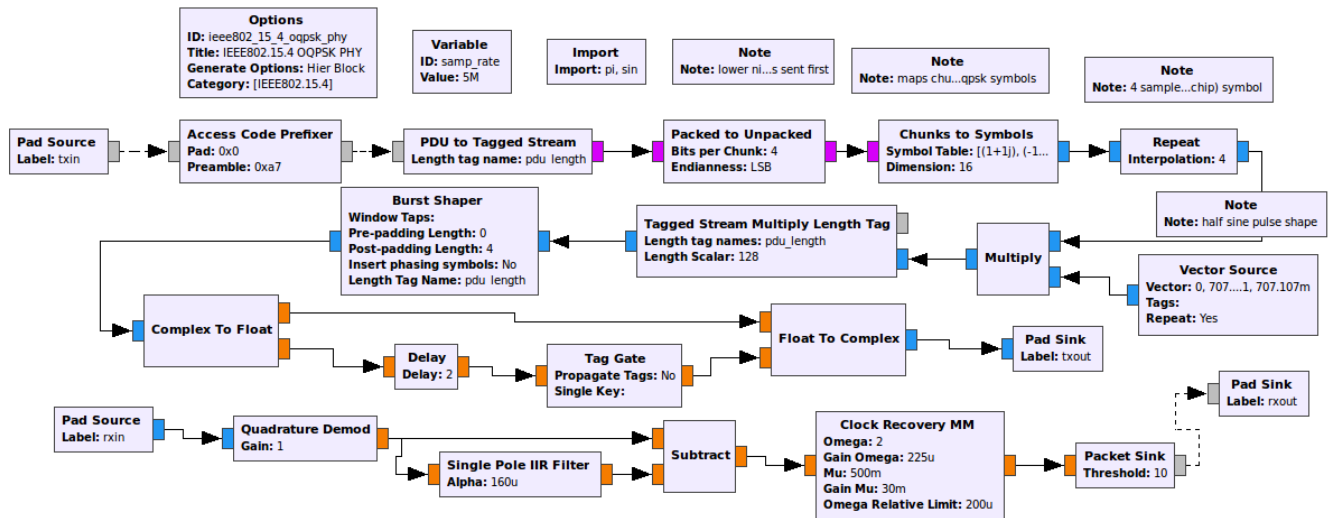 Options
ID: ieee802_15_4_oqpsk_phy
Title: IEEE802.15.4 OQPSK PHY
Generate Options: Hier Block
Category: [IEEE802.15.4]
Variable
ID: samp_rate
Value: 5M
Import
Import: pi, sin
Note
Note: lower ni...s sent first
Note
Note: maps chu...qpsk symbols
Note
Note: 4 sample...chip) symbol
Pad Source
Label: txin
Access Code Prefixer
Pad: 0x0
Preamble: 0xa7
PDU to Tagged Stream
Length tag name: pdu_length
Packed to Unpacked
Bits per Chunk: 4
Endianness: LSB
Chunks to Symbols
Symbol Table: [(1+1j), (-1...
Dimension: 16
Repeat
Interpolation: 4
Burst Shaper
Window Taps:
Pre-padding Length: 0
Post-padding Length: 4
Insert phasing symbols: No
Length Tag Name: pdu_length
Tagged Stream Multiply Length Tag
Length tag names: pdu_length
Length Scalar: 128
Multiply
Note
Note: half sine pulse shape
Vector Source
Vector: 0, 707....1, 707.107m
Tags:
Repeat: Yes
Complex To Float
Delay
Delay: 2
Tag Gate
Propagate Tags: No
Single Key:
Float To Complex
Pad Sink
Label: txout
Pad Sink
Label: rxout
Pad Source
Label: rxin
Quadrature Demod
Gain: 1
Single Pole IIR Filter
Alpha: 160u
Subtract
Clock Recovery MM
Omega: 2
Gain Omega: 225u
Mu: 500m
Gain Mu: 30m
Omega Relative Limit: 200u
Packet Sink
Threshold: 10